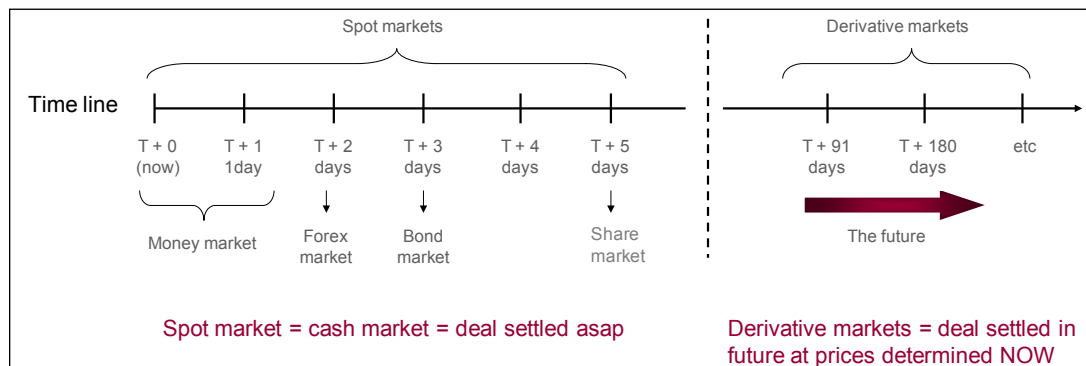 Spot markets
Derivative markets
Time line
T + 0
(now)
T + 1
1day
T + 2
days
T + 3
days
T + 4
days
T + 5
days
T + 91
days
T + 180
days
etc
Money market
Forex
market
Bond
market
Share
market
The future
Spot market = cash market = deal settled asap
Derivative markets = deal settled in
future at prices determined NOW